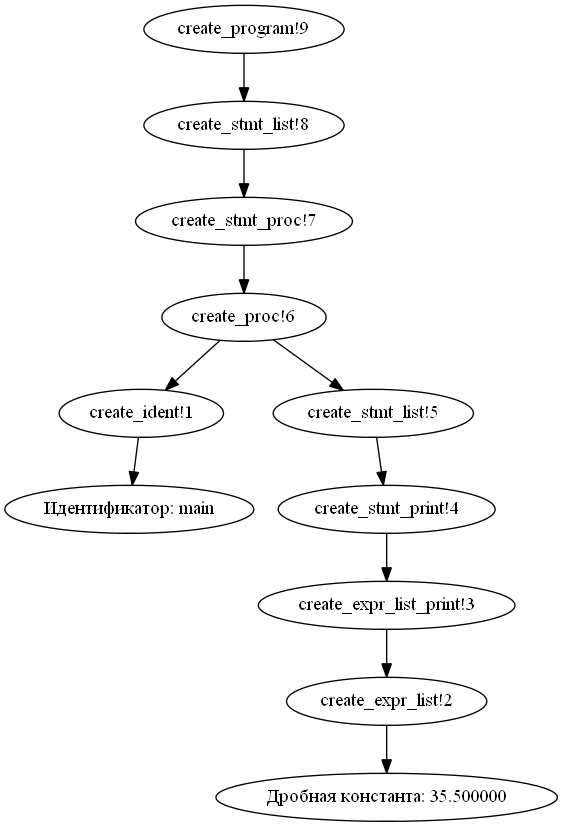 create_program!9
create_stmt_list!8
create_stmt_proc!7
create_proc!6
create_ident!1
create_stmt_list!5
Идентификатор: main
create_stmt_print!4
create_expr_list_print!3
create_expr_list!2
Дробная константа: 35.500000